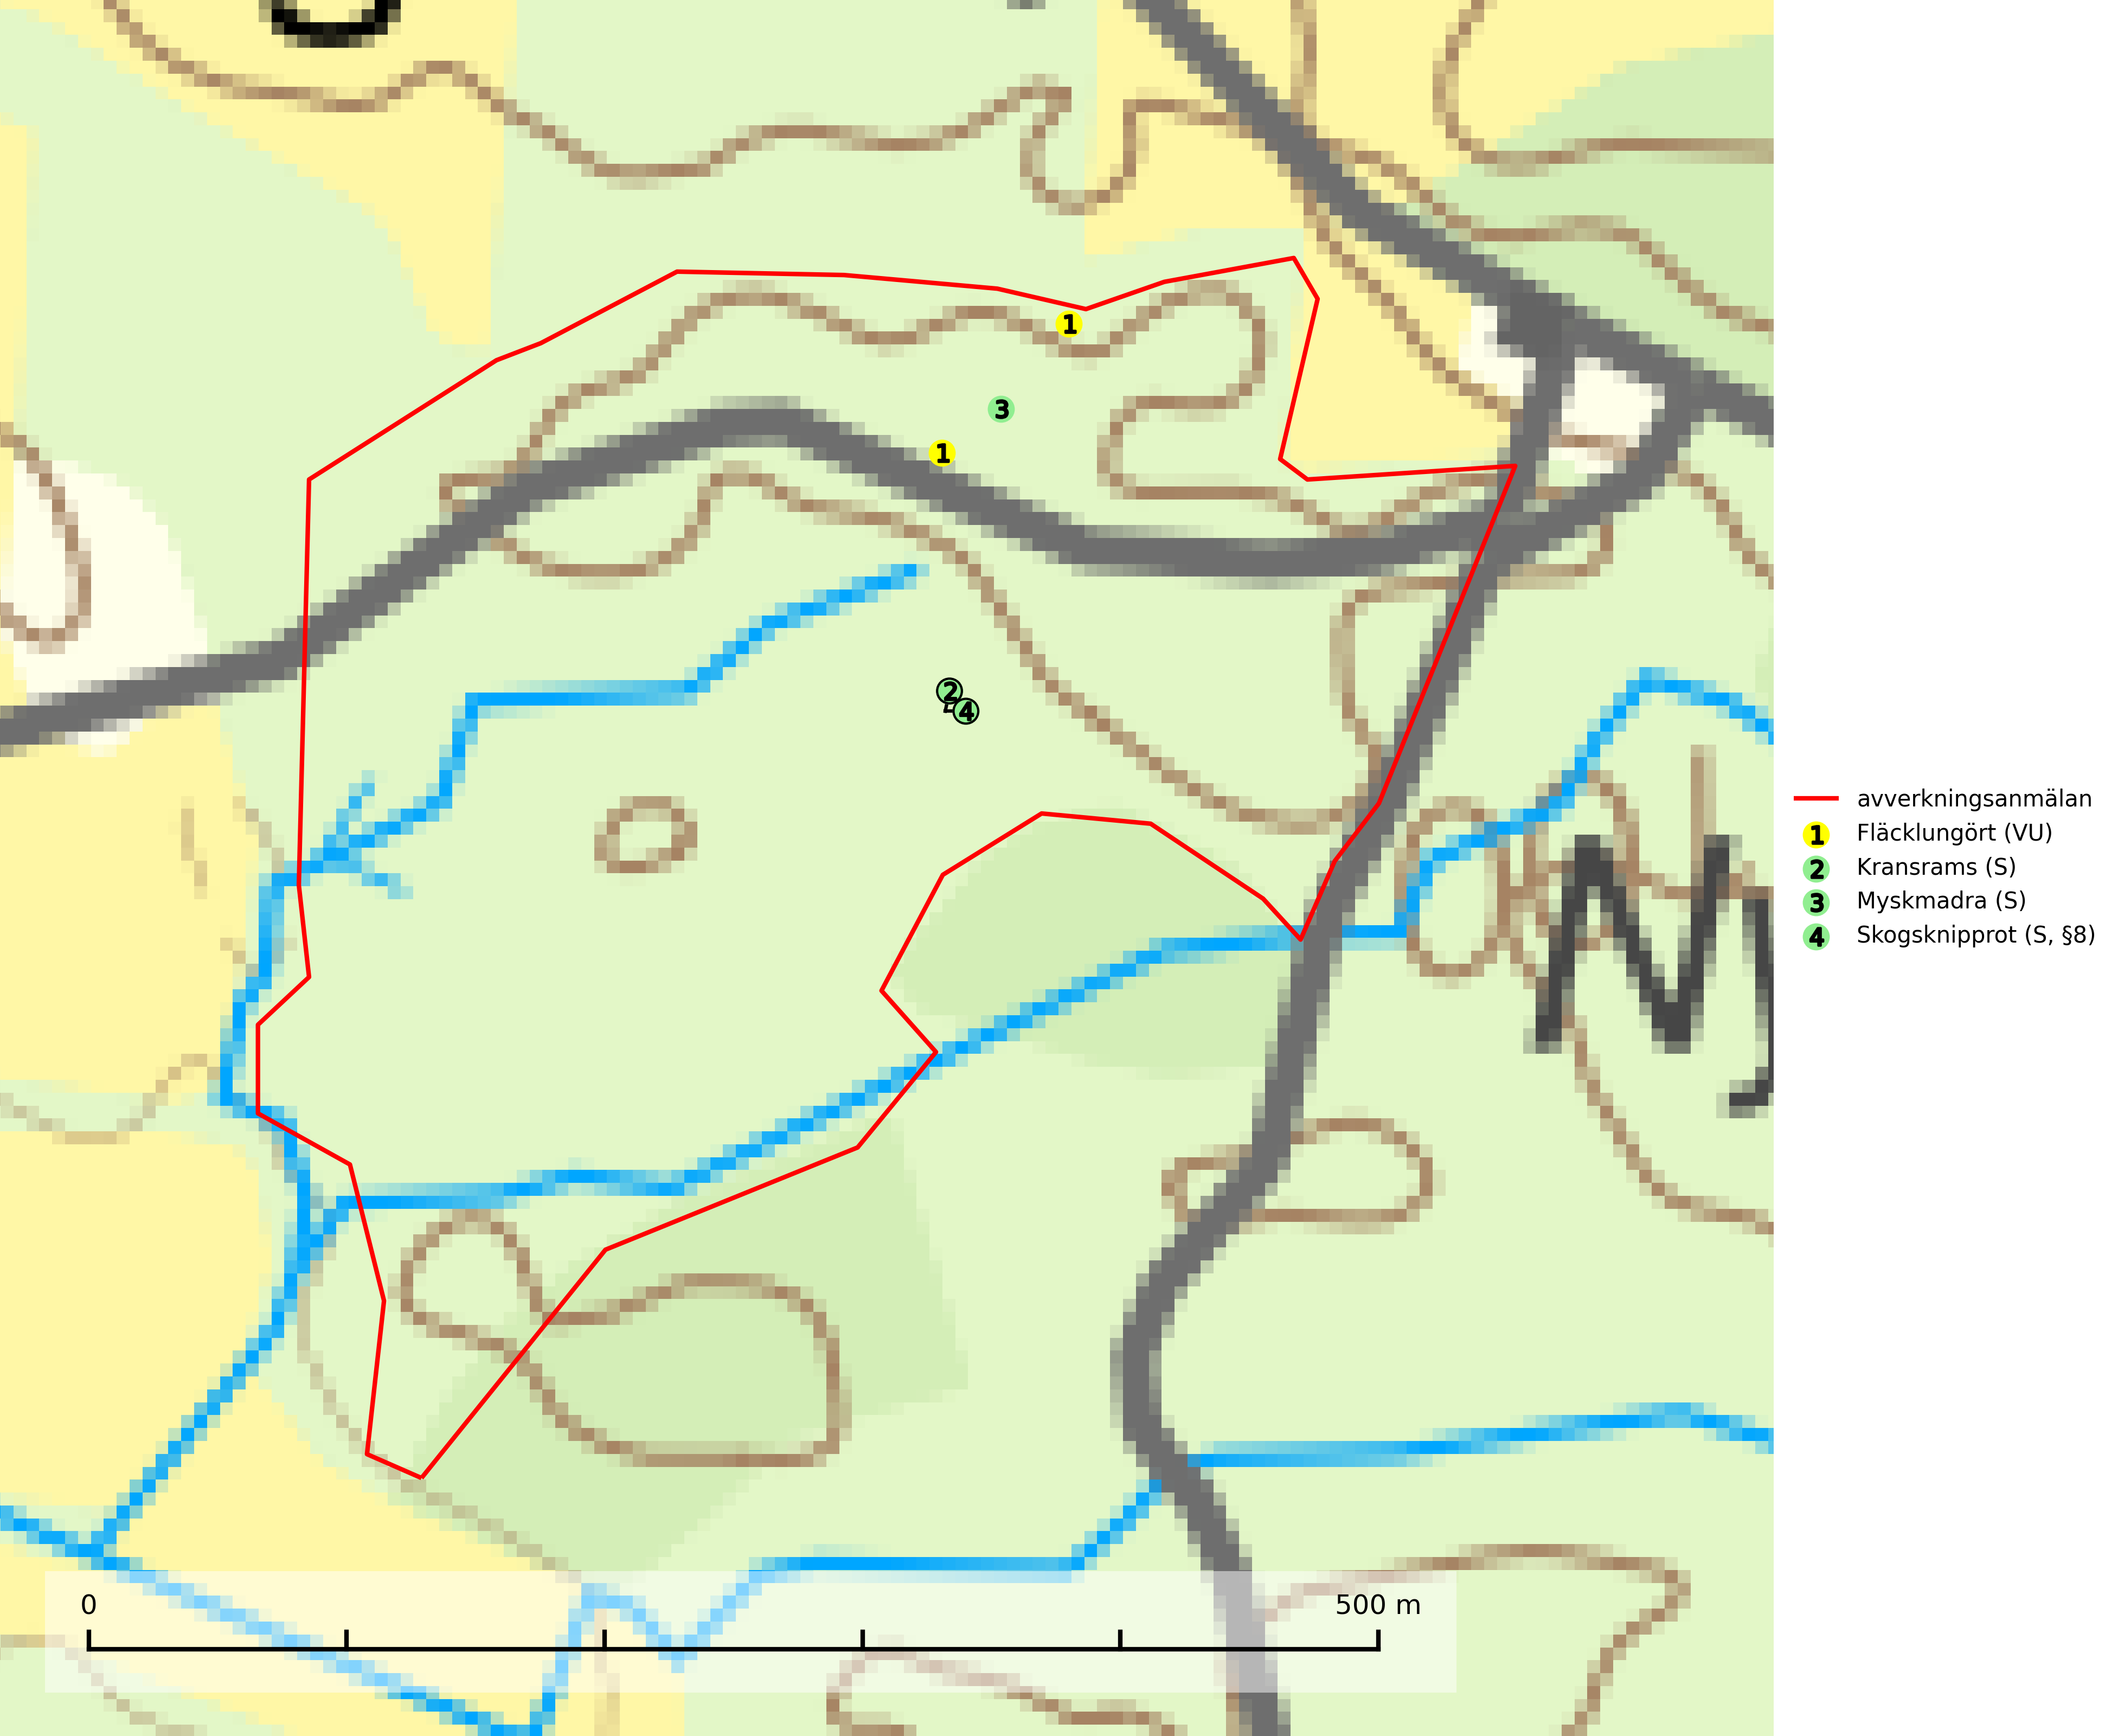 1
3
1
2
4
avverkningsanmälan
1 Fläcklungört (VU)
2 Kransrams (S)
3 Myskmadra (S)
4 Skogsknipprot (S, §8)
0 500 m